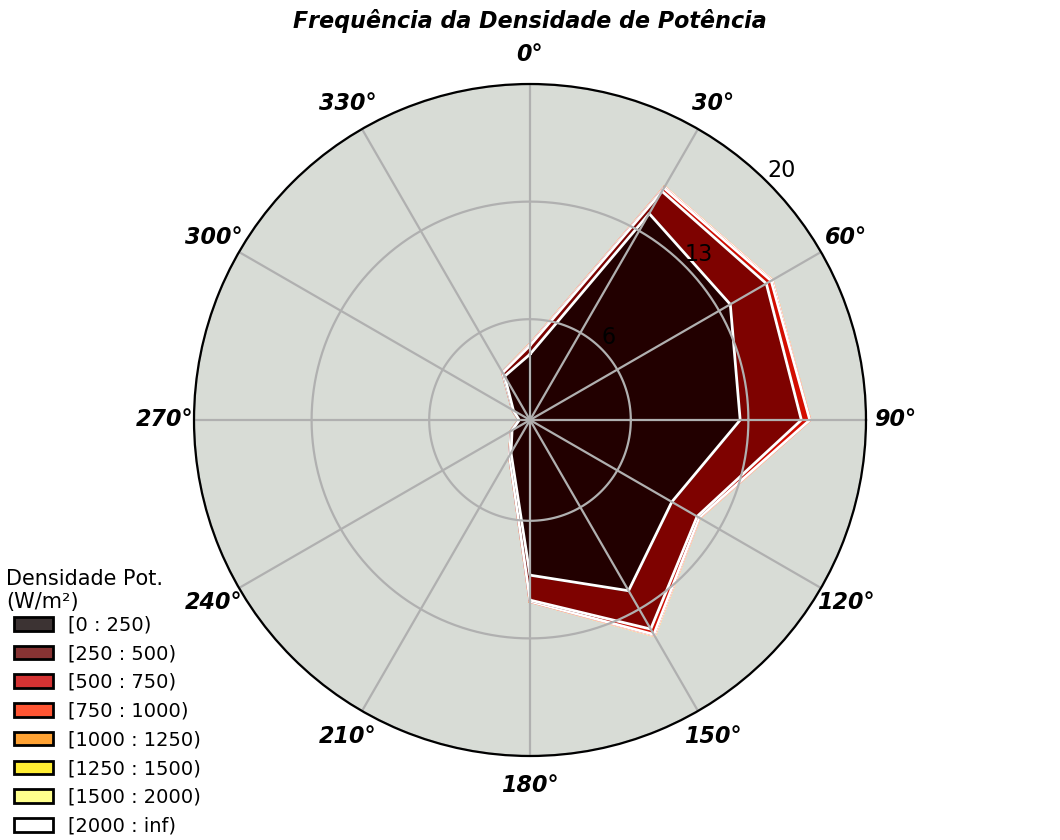 Frequência da Densidade de Potência
0°
330°
30°
20
300°
60°
13
6
270°
90°
240°
120°
210°
150°
180°
Densidade Pot.
(W/m²)
[0 : 250)
[250 : 500)
[500 : 750)
[750 : 1000)
[1000 : 1250)
[1250 : 1500)
[1500 : 2000)
[2000 : inf)